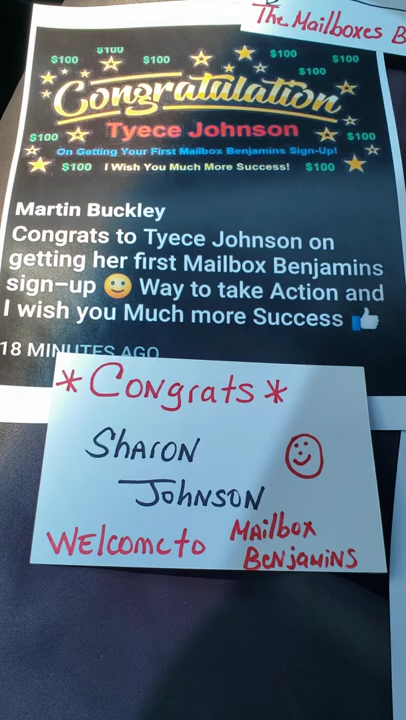 The Mailboxes B
$100 $100 $100 $100 $100
$100
Congratulation
$100 Tyece Johnson $100
On Getting Your First Mailbox Benjamins Sign-Up!
$100 I Wish You Much More Success! $100
Martin Buckley
Congrats to Tyece Johnson on
getting her first Mailbox Benjamins
sign-up 🙂 Way to take Action and
I wish you Much more Success 👍
18 MINUTES AGO
*Congrats*
Sharon
Johnson
Welcome to Mailbox
Benjamins